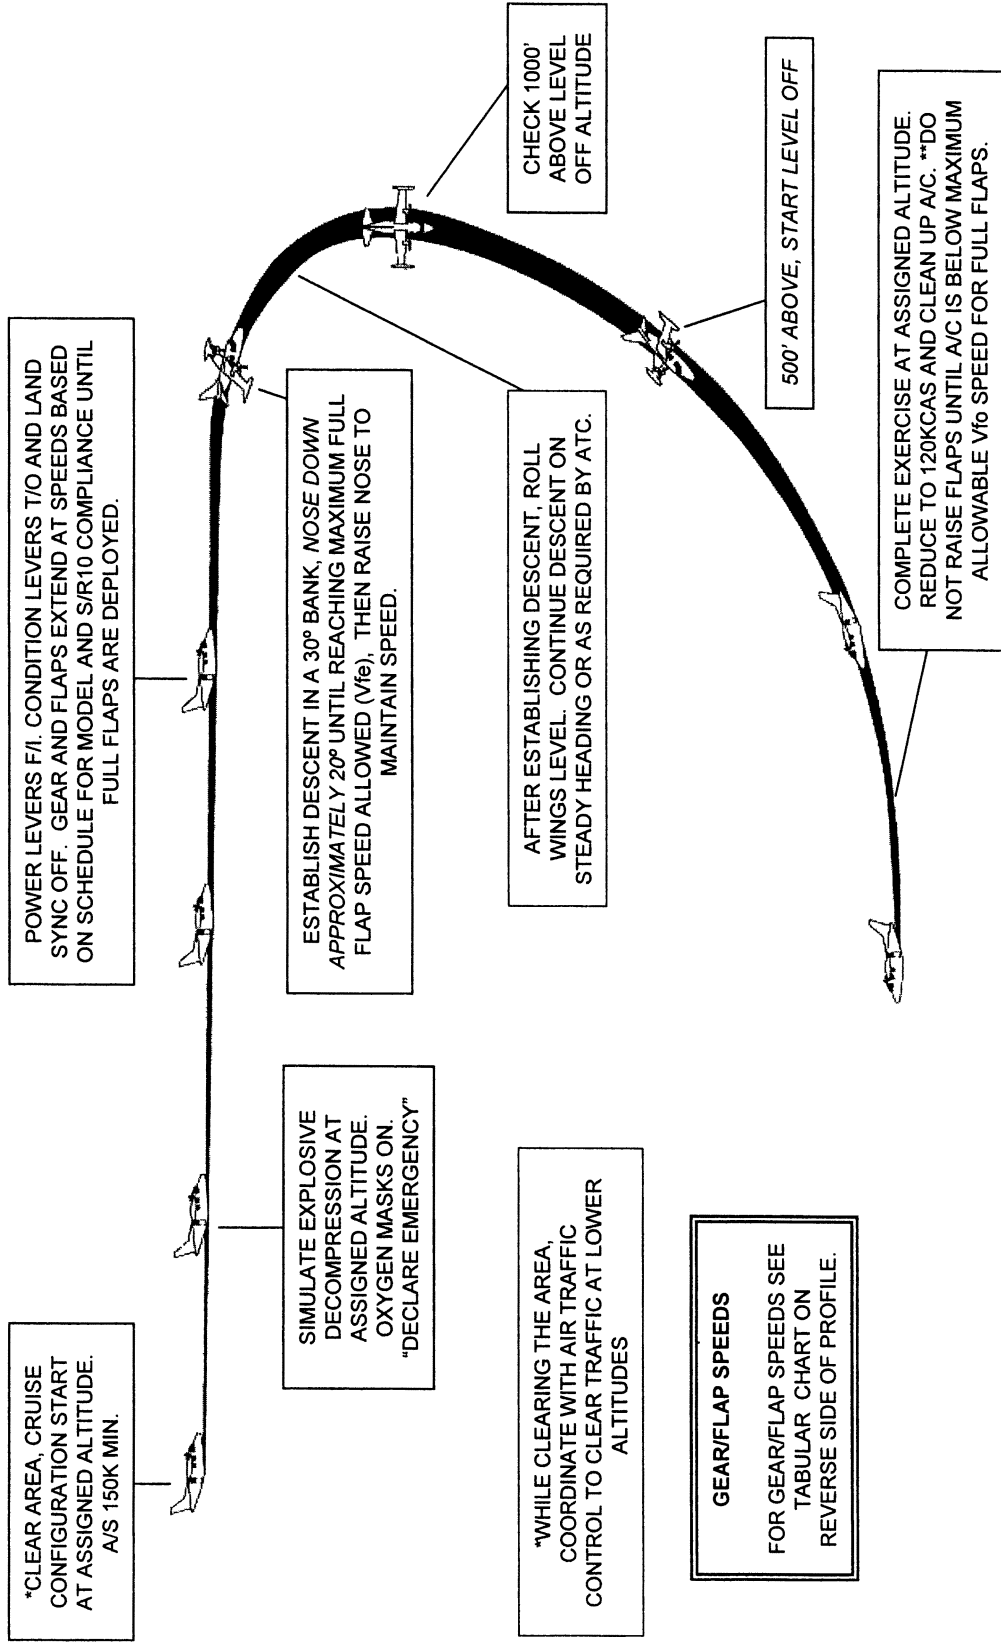 *CLEAR AREA, CRUISE
CONFIGURATION START
AT ASSIGNED ALTITUDE.
A/S 150K MIN.
SIMULATE EXPLOSIVE
DECOMPRESSION AT
ASSIGNED ALTITUDE.
OXYGEN MASKS ON.
“DECLARE EMERGENCY”
POWER LEVERS F/I. CONDITION LEVERS T/O AND LAND
SYNC OFF. GEAR AND FLAPS EXTEND AT SPEEDS BASED
ON SCHEDULE FOR MODEL AND S/R10 COMPLIANCE UNTIL
FULL FLAPS ARE DEPLOYED.
ESTABLISH DESCENT IN A 30º BANK, NOSE DOWN
APPROXIMATELY 20º UNTIL REACHING MAXIMUM FULL
FLAP SPEED ALLOWED (Vfe), THEN RAISE NOSE TO
MAINTAIN SPEED.
AFTER ESTABLISHING DESCENT, ROLL
WINGS LEVEL. CONTINUE DESCENT ON
STEADY HEADING OR AS REQUIRED BY ATC.
CHECK 1000’
ABOVE LEVEL
OFF ALTITUDE
500’ ABOVE, START LEVEL OFF
COMPLETE EXERCISE AT ASSIGNED ALTITUDE.
REDUCE TO 120KCAS AND CLEAN UP A/C. **DO
NOT RAISE FLAPS UNTIL A/C IS BELOW MAXIMUM
ALLOWABLE Vfo SPEED FOR FULL FLAPS.
*WHILE CLEARING THE AREA,
COORDINATE WITH AIR TRAFFIC
CONTROL TO CLEAR TRAFFIC AT LOWER
ALTITUDES
GEAR/FLAP SPEEDS
FOR GEAR/FLAP SPEEDS SEE
TABULAR CHART ON
REVERSE SIDE OF PROFILE.